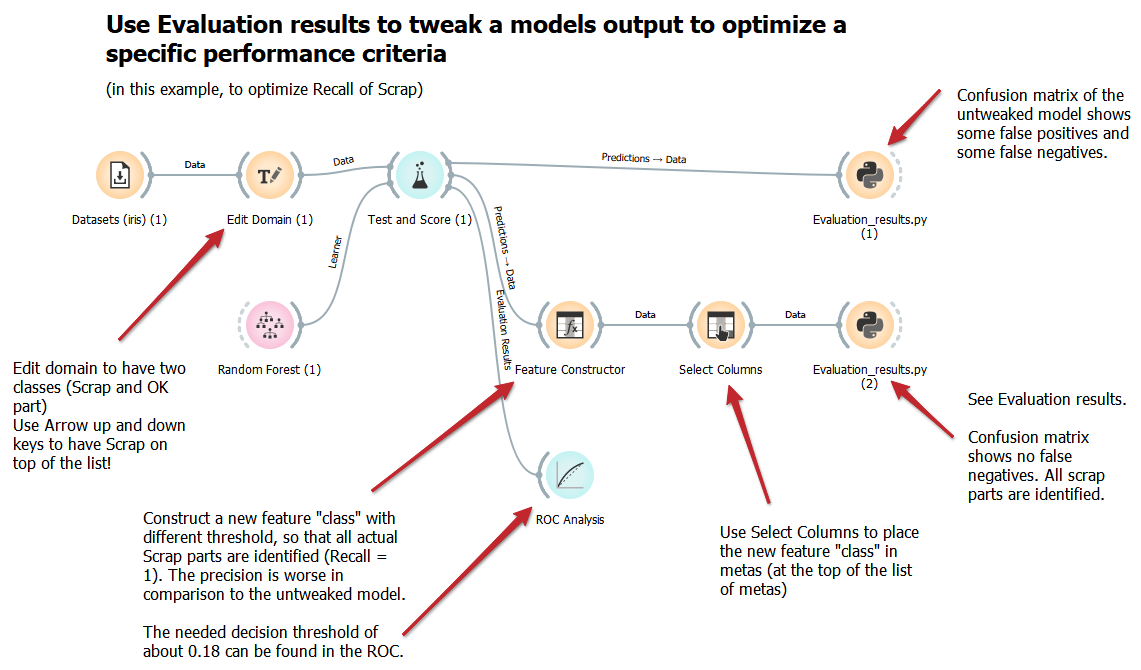 Use Evaluation results to tweak a models output to optimize a
specific performance criteria
(in this example, to optimize Recall of Scrap)
Confusion matrix of the
untweaked model shows
some false positives and
some false negatives.
Data
Data
Predictions → Data
Datasets (iris) (1)
Edit Domain (1)
Test and Score (1)
Evaluation_results.py
(1)
Learner
Predictions → Data
Evaluation Results
Data
Data
Random Forest (1)
Feature Constructor
Select Columns
Evaluation_results.py
(2)
Edit domain to have two
classes (Scrap and OK
part)
Use Arrow up and down
keys to have Scrap on
top of the list!
See Evaluation results.
Confusion matrix
shows no false
negatives. All scrap
parts are identified.
ROC Analysis
Construct a new feature "class" with
different threshold, so that all actual
Scrap parts are identified (Recall =
1). The precision is worse in
comparison to the untweaked model.
The needed decision threshold of
about 0.18 can be found in the ROC.
Use Select Columns to place
the new feature "class" in
metas (at the top of the list
of metas)